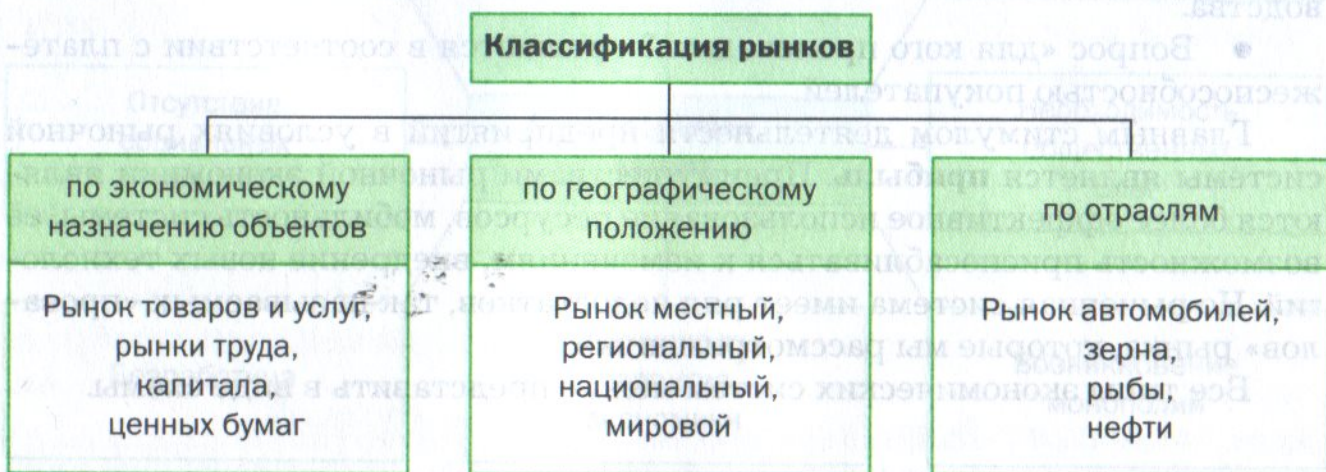 Классификация рынков
по экономическому
назначению объектов
Рынок товаров и услуг,
рынки труда,
капитала,
ценных бумаг
по географическому
положению
Рынок местный,
региональный,
национальный,
мировой
по отраслям
Рынок автомобилей,
зерна,
рыбы,
нефти